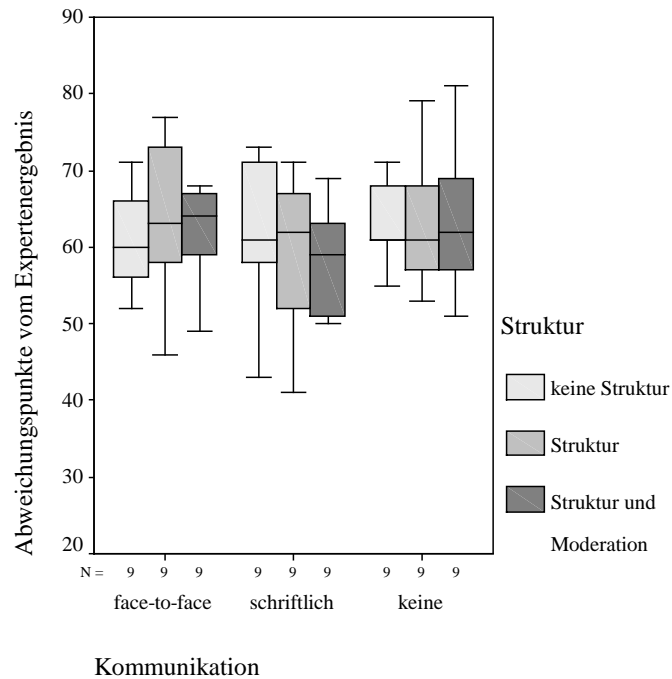 90
80
70
60
50
40
30
20
Abweichungspunkte vom Expertenergebnis
N = 9 9 9 9 9 9 9 9 9
face-to-face schriftlich keine
Kommunikation
Struktur
keine Struktur
Struktur
Struktur und
Moderation